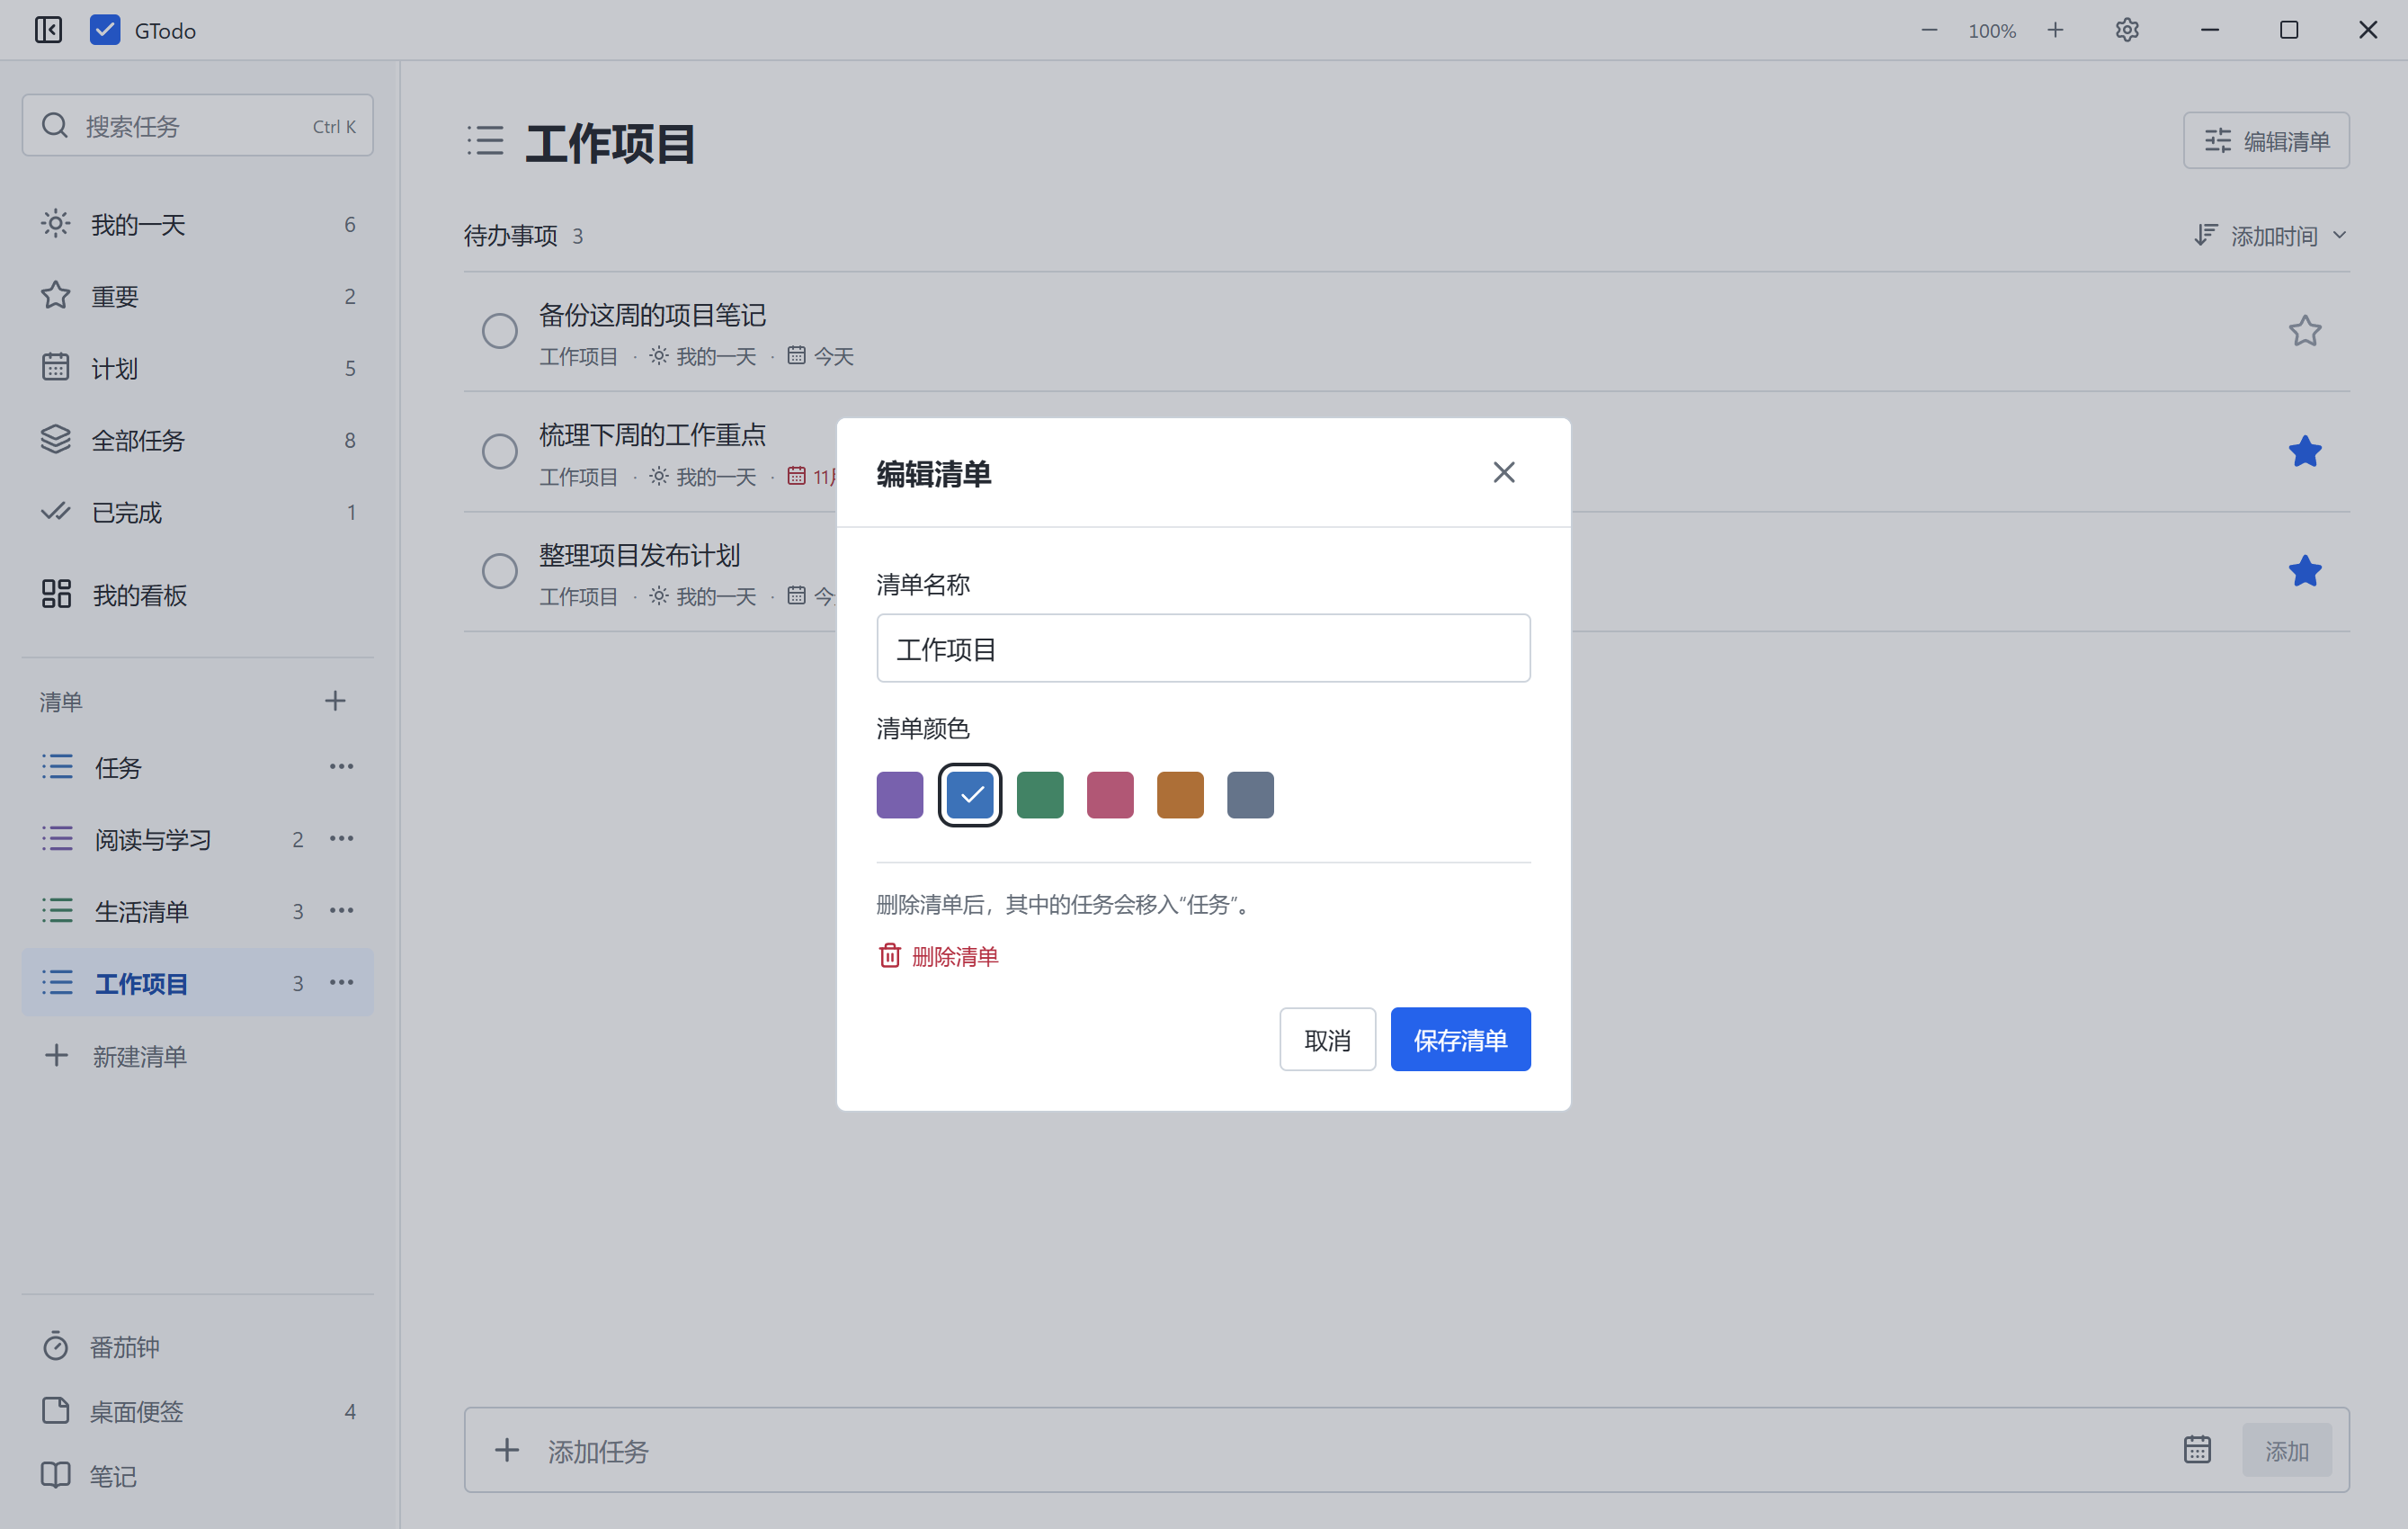 GTodo
100%
搜索任务 Ctrl K
我的一天 6
重要 2
计划 5
全部任务 8
已完成 1
我的看板
清单
任务
阅读与学习 2
生活清单 3
工作项目 3
新建清单
番茄钟
桌面便签 4
笔记
工作项目
编辑清单
待办事项 3
添加时间
备份这周的项目笔记
工作项目 · 我的一天 · 今天
梳理下周的工作重点
工作项目 · 我的一天 · 11
整理项目发布计划
工作项目 · 我的一天 · 今
编辑清单
清单名称
工作项目
清单颜色
删除清单后，其中的任务会移入“任务”。
删除清单
取消
保存清单
添加任务
添加